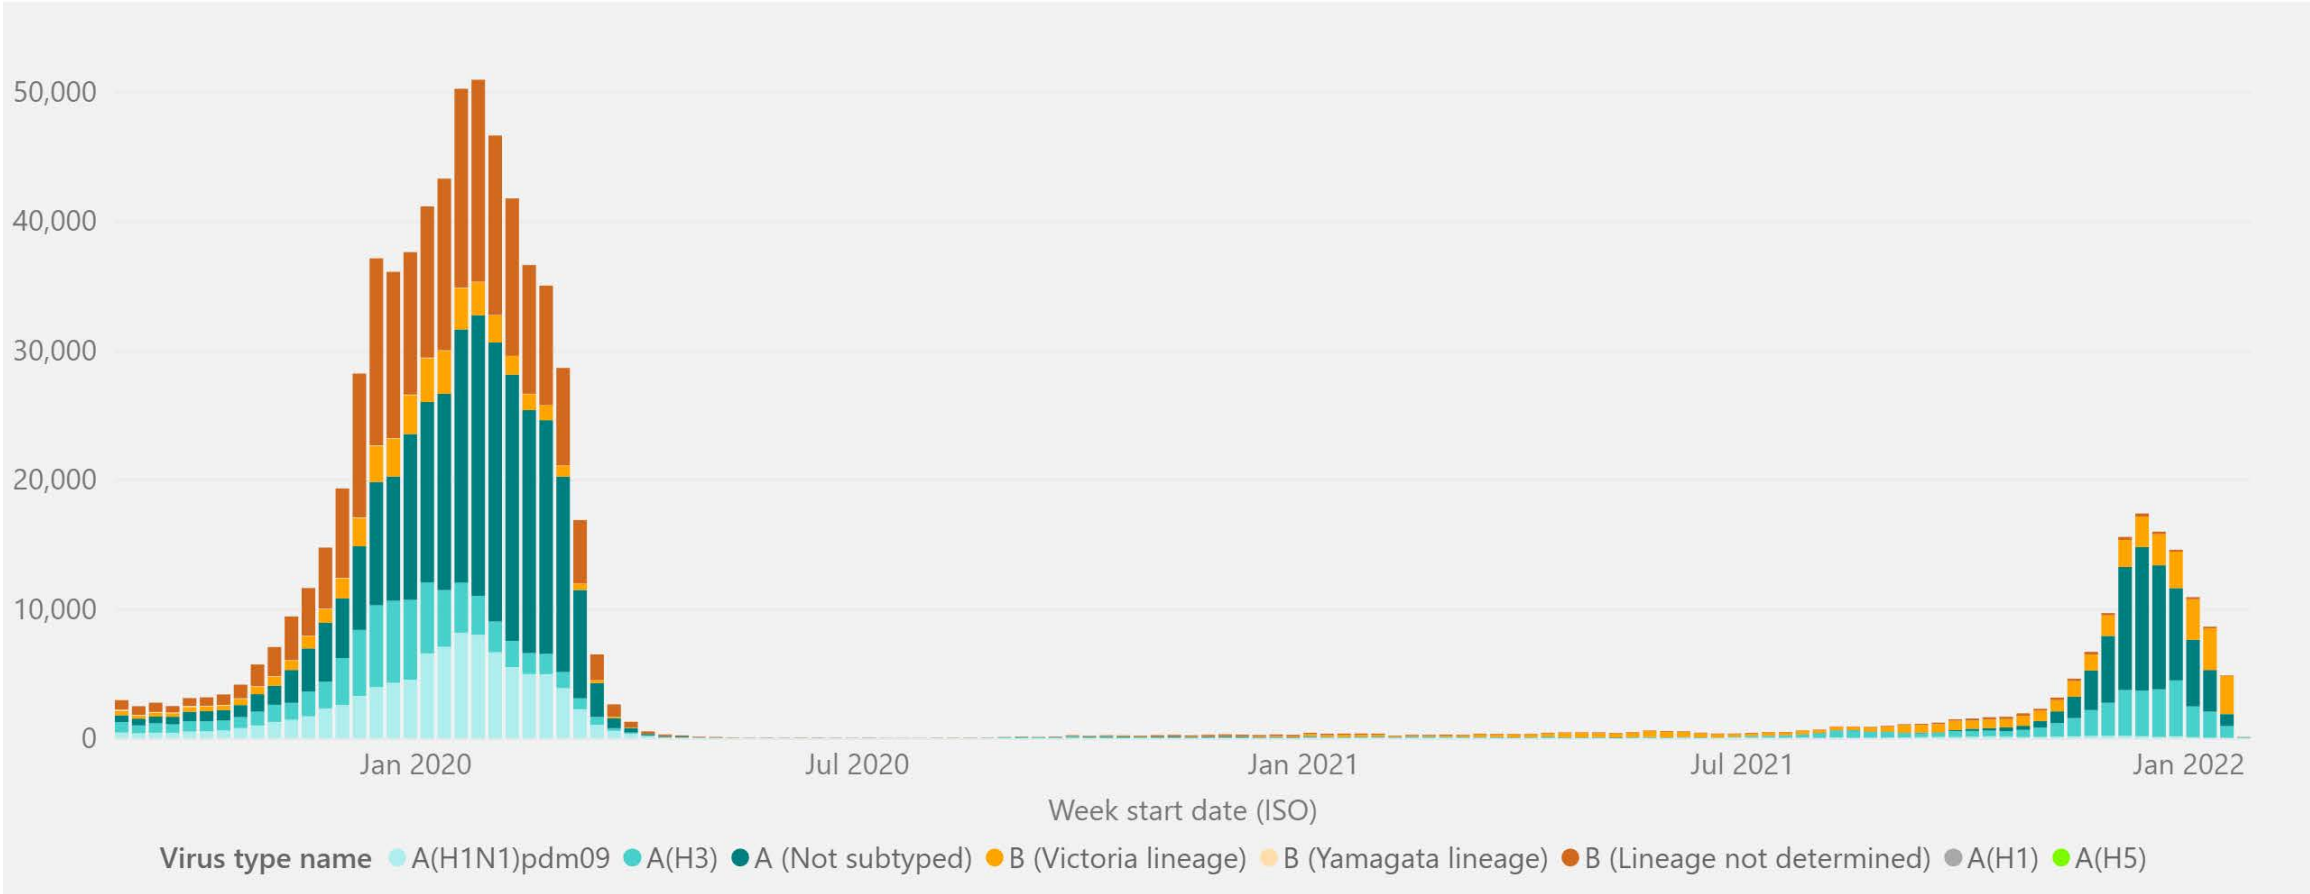 50,000
40,000
30,000
20,000
10,000
0
Jan 2020 Jul 2020 Jan 2021 Jul 2021 Jan 2022
Week start date (ISO)
Virus type name A(H1N1)pdm09 A(H3) A (Not subtyped) B (Victoria lineage) B (Yamagata lineage) B (Lineage not determined) A(H1) A(H5)